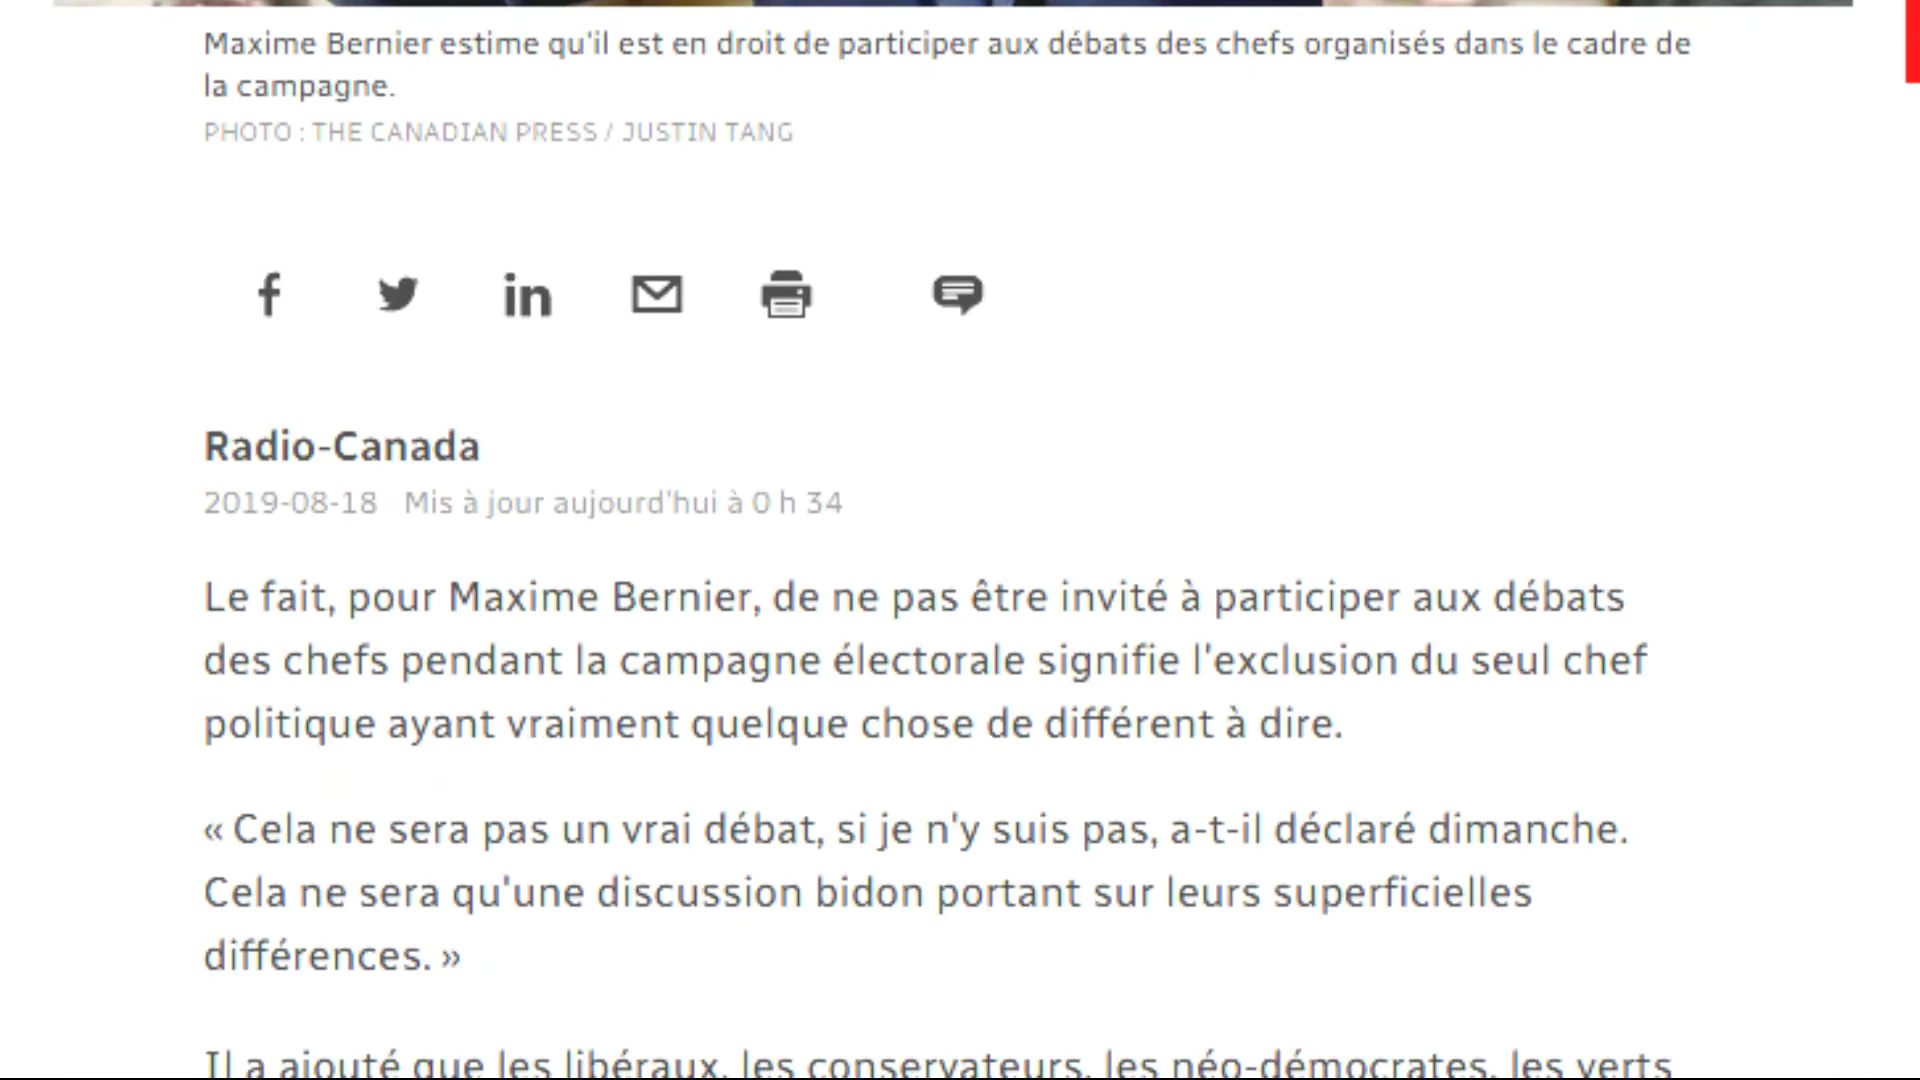 Maxime Bernier estime qu'il est en droit de participer aux débats des chefs organisés dans le cadre de
la campagne.
PHOTO : THE CANADIAN PRESS / JUSTIN TANG
Radio-Canada
2019-08-18 Mis à jour aujourd'hui à 0 h 34
Le fait, pour Maxime Bernier, de ne pas être invité à participer aux débats
des chefs pendant la campagne électorale signifie l'exclusion du seul chef
politique ayant vraiment quelque chose de différent à dire.
« Cela ne sera pas un vrai débat, si je n'y suis pas, a-t-il déclaré dimanche.
Cela ne sera qu'une discussion bidon portant sur leurs superficielles
différences. »
Il a ajouté que les libéraux, les conservateurs, les néo-démocrates, les verts